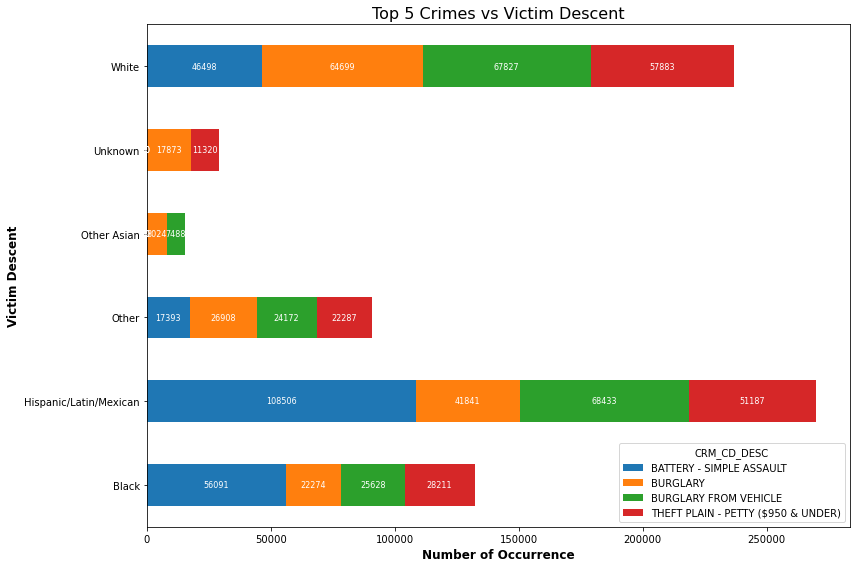 Top 5 Crimes vs Victim Descent
White
46498 64699 67827 57883
Unknown
17873 11320
Other Asian
8024 7488
Other
17393 26908 24172 22287
Hispanic/Latin/Mexican
108506 41841 68433 51187
Black
56091 22274 25628 28211
Victim Descent
CRM_CD_DESC
BATTERY - SIMPLE ASSAULT
BURGLARY
BURGLARY FROM VEHICLE
THEFT PLAIN - PETTY ($950 & UNDER)
0 50000 100000 150000 200000 250000
Number of Occurrence